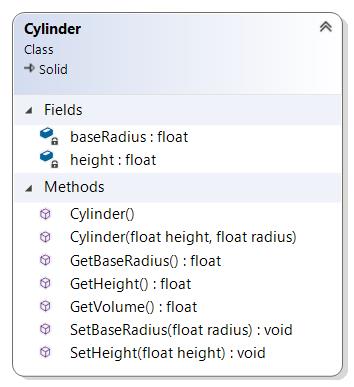 Cylinder
Class
Solid
Fields
baseRadius : float
height : float
Methods
Cylinder()
Cylinder(float height, float radius)
GetBaseRadius() : float
GetHeight() : float
GetVolume() : float
SetBaseRadius(float radius) : void
SetHeight(float height) : void